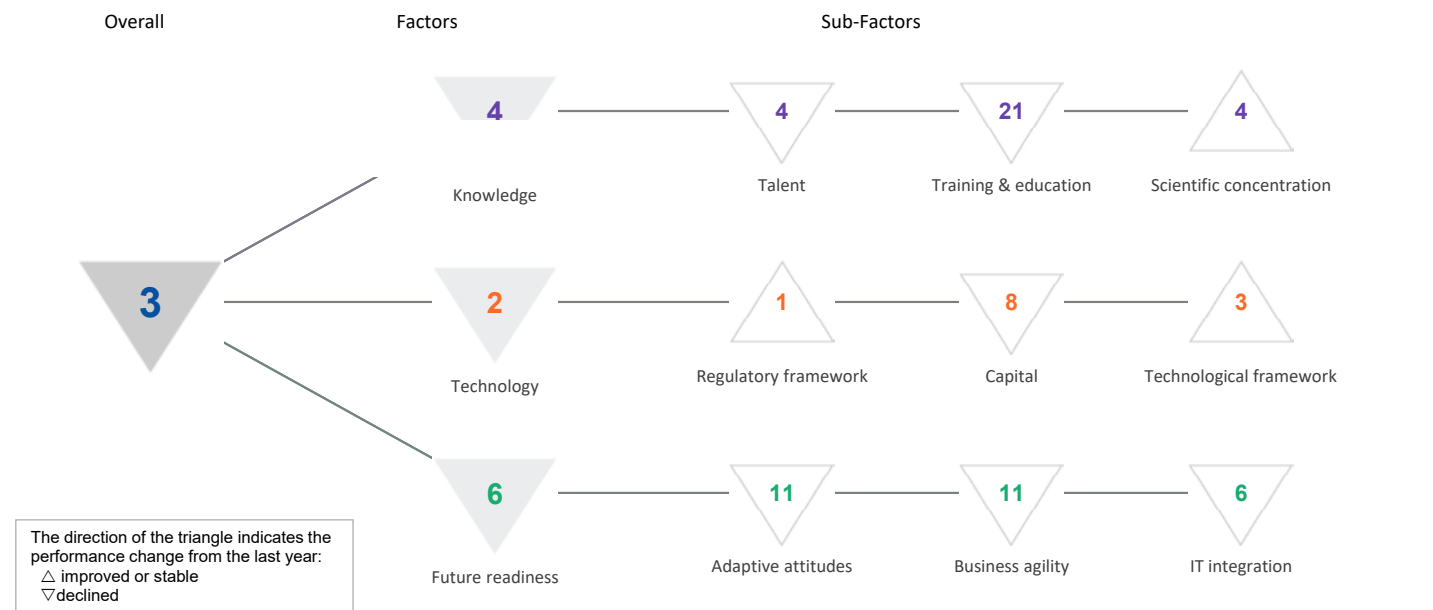 Overall Factors Sub-Factors
4 4 21 4
Knowledge Talent Training & education Scientific concentration
3 2 1 8 3
Technology Regulatory framework Capital Technological framework
6 11 11 6
Future readiness Adaptive attitudes Business agility IT integration
The direction of the triangle indicates the
performance change from the last year:
△ improved or stable
▽declined